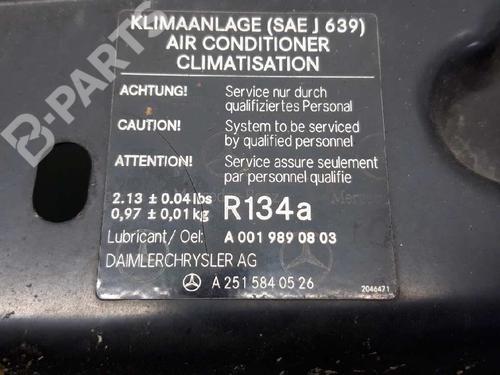 KLIMAANLAGE (SAE J 639)
AIR CONDITIONER
CLIMATISATION
ACHTUNG! Service nur durch
qualifiziertes Personal
CAUTION! System to be serviced
by qualified personnel
ATTENTION! Service assure seulement
par personnel qualifie
2.13 ± 0.04 lbs
0,97 ± 0,01 kg R134a
Lubricant/Oel: A 001 989 08 03
DAIMLERCHRYSLER AG
A 251 584 05 26
2046471
B-PARTS